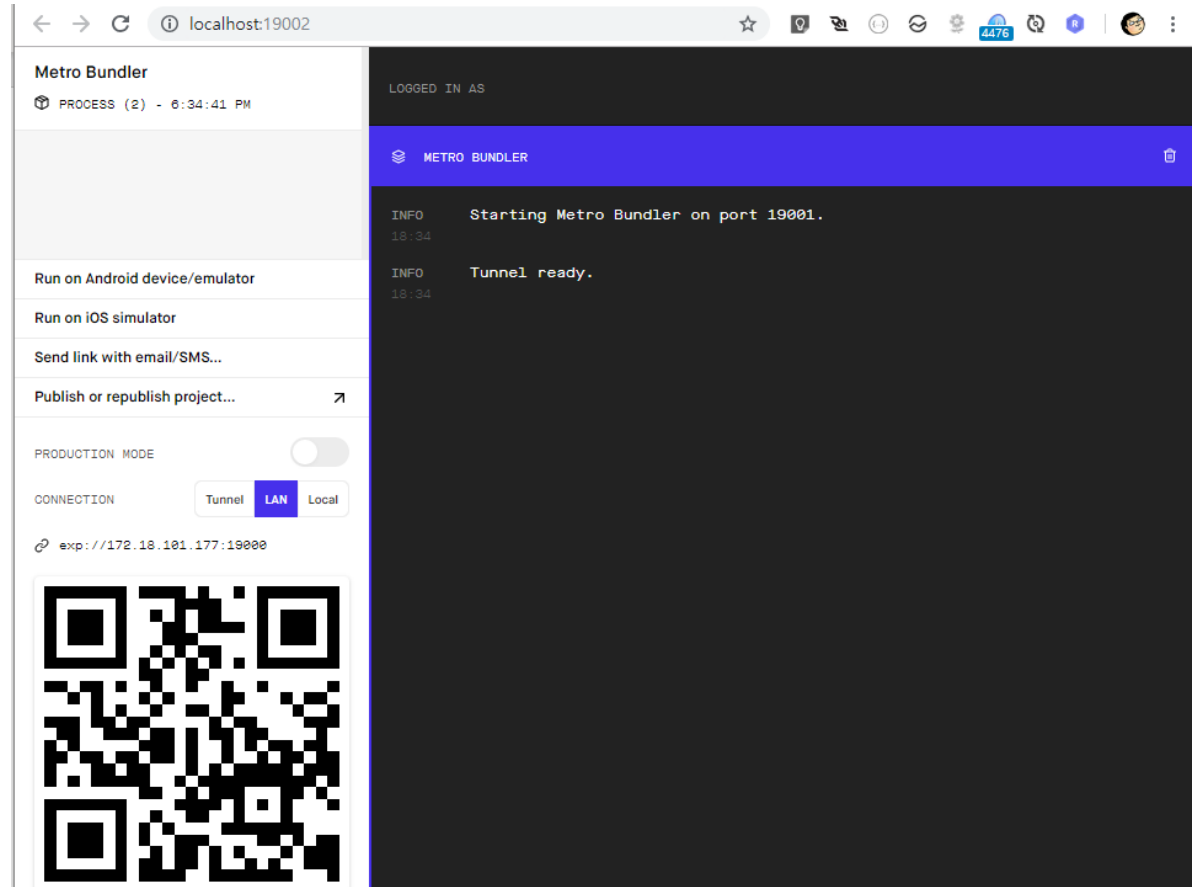 localhost:19002
4476
R
Metro Bundler
PROCESS (2) - 6:34:41 PM
Run on Android device/emulator
Run on iOS simulator
Send link with email/SMS...
Publish or republish project...
PRODUCTION MODE
CONNECTION
Tunnel LAN Local
exp://172.18.101.177:19000
LOGGED IN AS
METRO BUNDLER
INFO Starting Metro Bundler on port 19001.
18:34
INFO Tunnel ready.
18:34